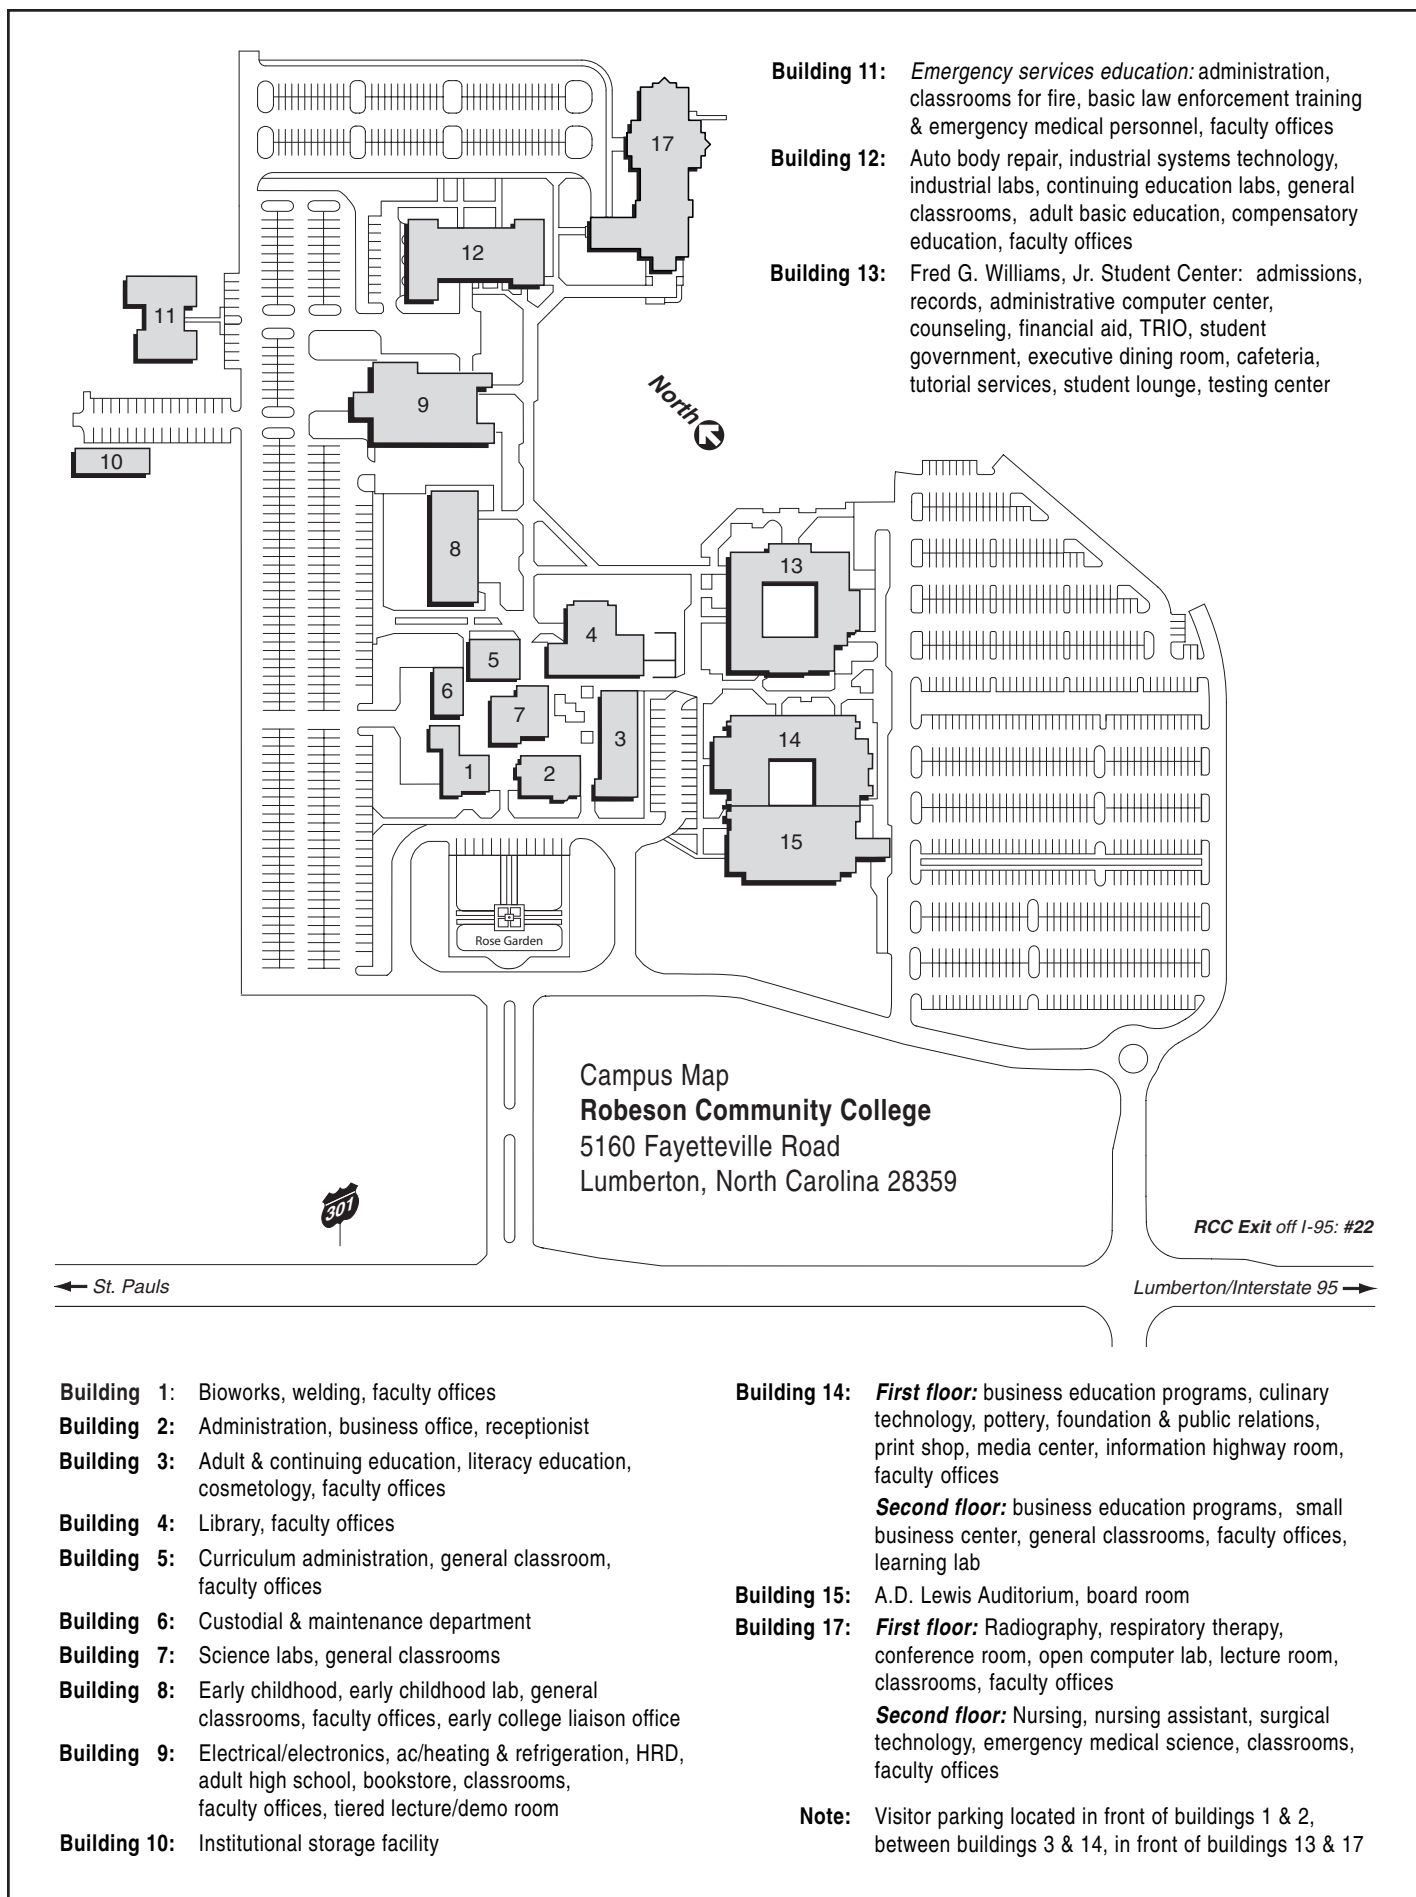 Building 11: Emergency services education: administration,
classrooms for fire, basic law enforcement training
& emergency medical personnel, faculty offices
Building 12: Auto body repair, industrial systems technology,
industrial labs, continuing education labs, general
classrooms, adult basic education, compensatory
education, faculty offices
Building 13: Fred G. Williams, Jr. Student Center: admissions,
records, administrative computer center,
counseling, financial aid, TRIO, student
government, executive dining room, cafeteria,
tutorial services, student lounge, testing center
17
12
11
9
North
10
8
13
4
5
6
7
3
14
1
2
15
Rose Garden
Campus Map
Robeson Community College
5160 Fayetteville Road
Lumberton, North Carolina 28359
301
RCC Exit off I-95: #22
St. Pauls
Lumberton/Interstate 95
Building 1: Bioworks, welding, faculty offices
Building 2: Administration, business office, receptionist
Building 3: Adult & continuing education, literacy education,
cosmetology, faculty offices
Building 4: Library, faculty offices
Building 5: Curriculum administration, general classroom,
faculty offices
Building 6: Custodial & maintenance department
Building 7: Science labs, general classrooms
Building 8: Early childhood, early childhood lab, general
classrooms, faculty offices, early college liaison office
Building 9: Electrical/electronics, ac/heating & refrigeration, HRD,
adult high school, bookstore, classrooms,
faculty offices, tiered lecture/demo room
Building 10: Institutional storage facility
Building 14: First floor: business education programs, culinary
technology, pottery, foundation & public relations,
print shop, media center, information highway room,
faculty offices
Second floor: business education programs, small
business center, general classrooms, faculty offices,
learning lab
Building 15: A.D. Lewis Auditorium, board room
Building 17: First floor: Radiography, respiratory therapy,
conference room, open computer lab, lecture room,
classrooms, faculty offices
Second floor: Nursing, nursing assistant, surgical
technology, emergency medical science, classrooms,
faculty offices
Note: Visitor parking located in front of buildings 1 & 2,
between buildings 3 & 14, in front of buildings 13 & 17